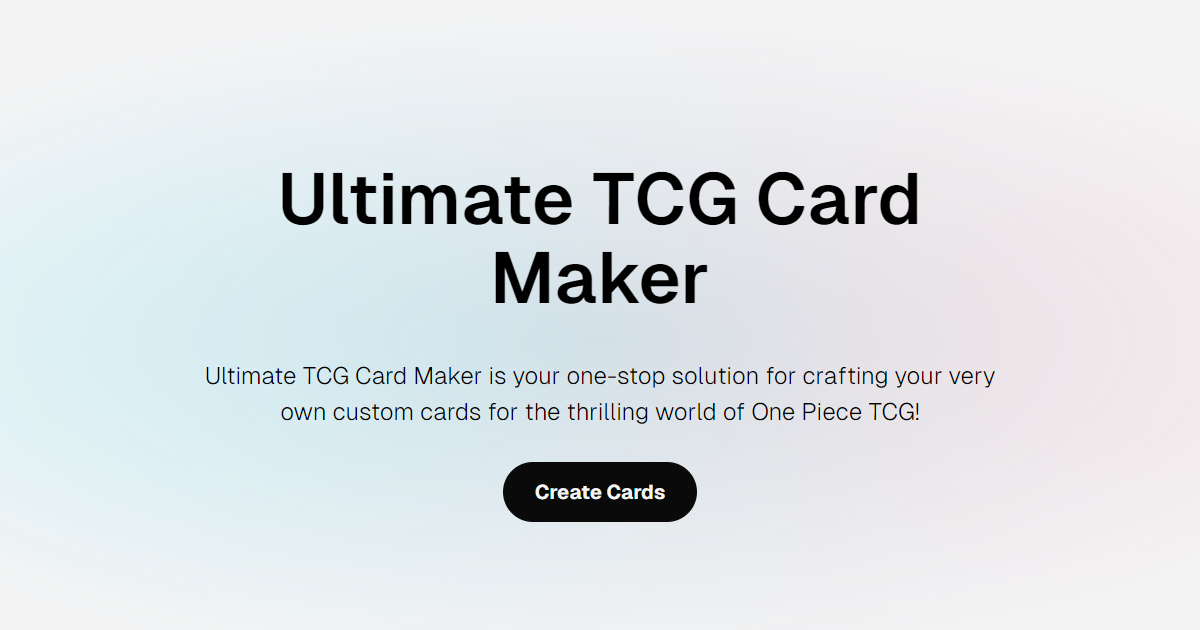 Ultimate TCG Card
Maker
Ultimate TCG Card Maker is your one-stop solution for crafting your very
own custom cards for the thrilling world of One Piece TCG!
Create Cards